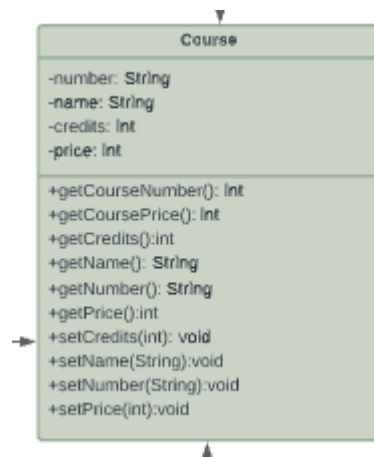 Course
-number: String
-name: String
-credits: Int
-price: Int
+getCourseNumber(): Int
+getCoursePrice(): Int
+getCredits():int
+getName(): String
+getNumber(): String
+getPrice():int
+setCredits(int): void
+setName(String):void
+setNumber(String):void
+setPrice(int):void